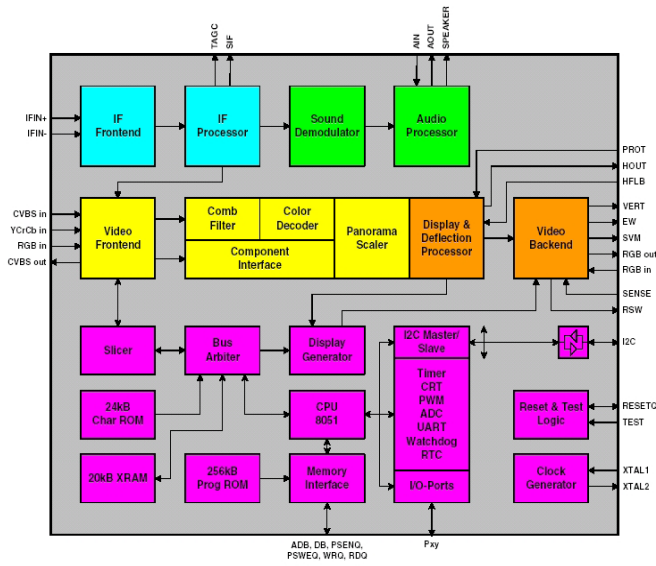 TAGC
SIF
AIN
AOUT
SPEAKER
IFIN+
IFIN-
IF
Frontend
IF
Processor
Sound
Demodulator
Audio
Processor
PROT
HOUT
HFLB
CVBS in
YCrCb in
RGB in
CVBS out
Video
Frontend
Comb
Filter
Color
Decoder
Component
Interface
Panorama
Scaler
Display &
Deflection
Processor
Video
Backend
VERT
EW
SVM
RGB out
RGB in
SENSE
RSW
Slicer
Bus
Arbiter
Display
Generator
I2C Master/
Slave
I2C
24kB
Char ROM
CPU
8051
Timer
CRT
PWM
ADC
UART
Watchdog
RTC
Reset & Test
Logic
RESETQ
TEST
20kB XRAM
256kB
Prog ROM
Memory
Interface
I/O-Ports
Clock
Generator
XTAL1
XTAL2
ADB, DB, PSENQ,
PSWEQ, WRQ, RDQ
Pxy